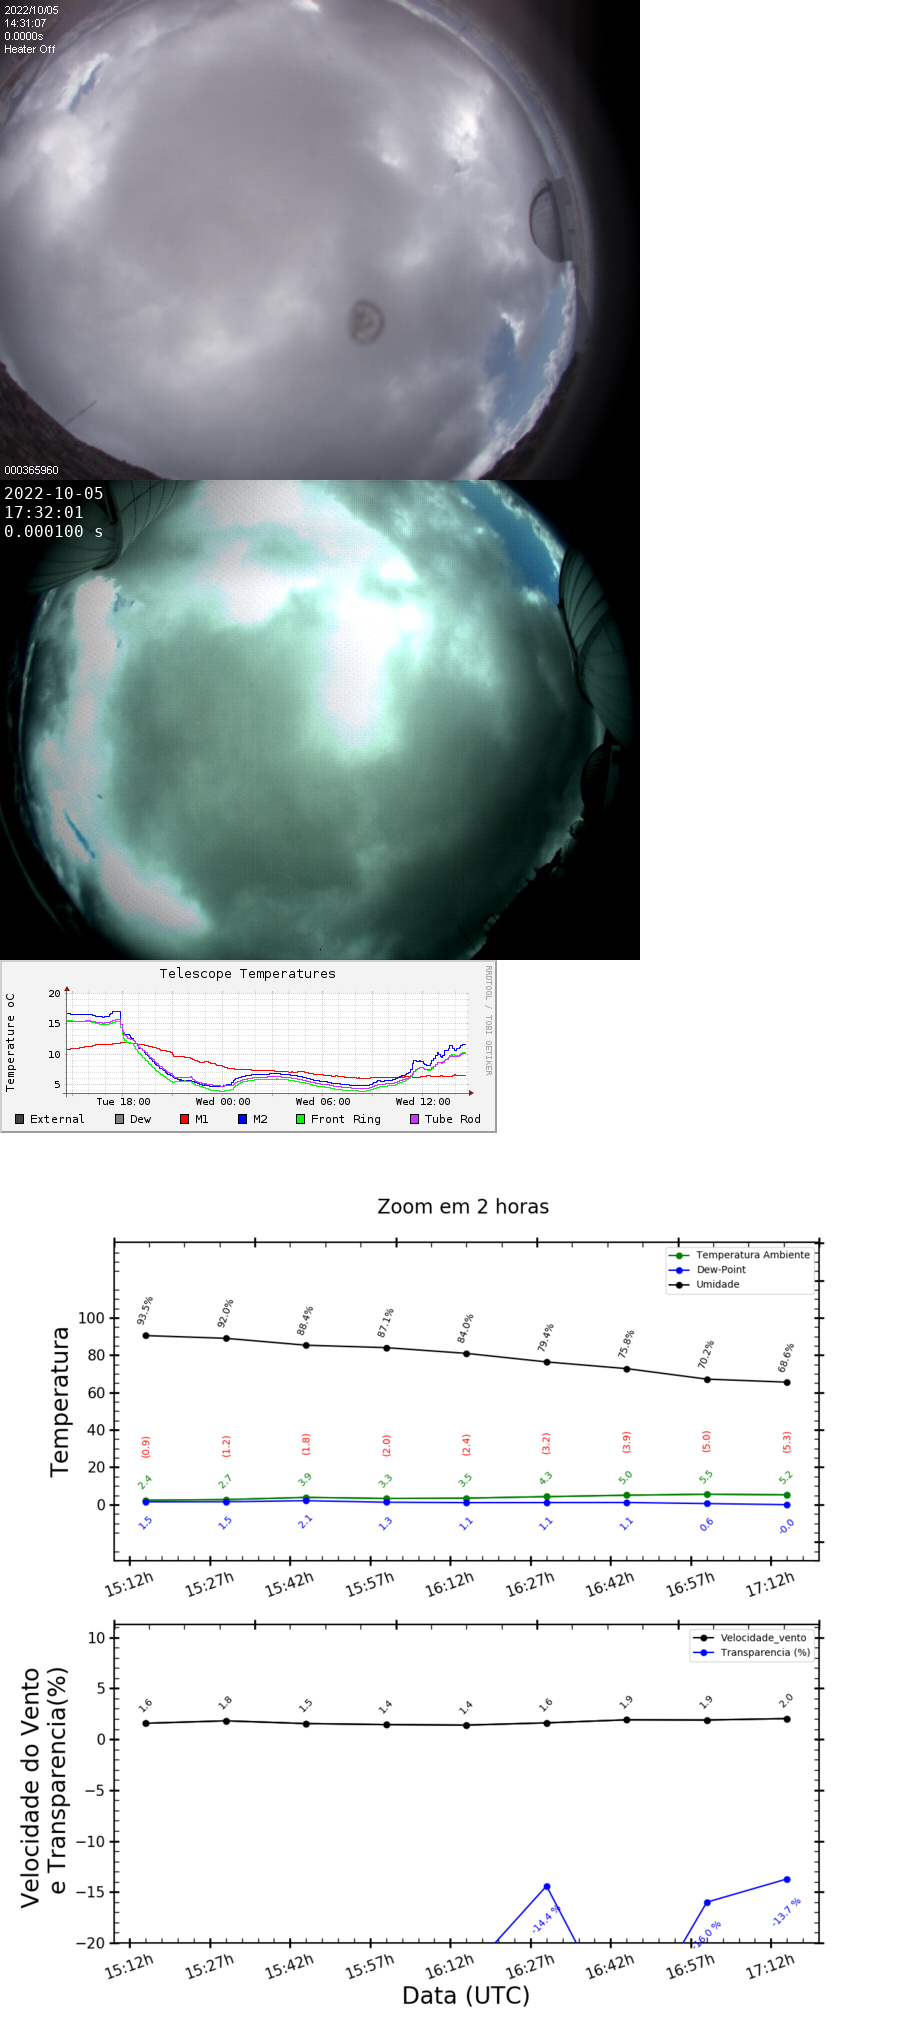 2022/10/05
14:31:07
0.0000s
Heater Off
000365960
2022-10-05
17:32:01
0.000100 s
Telescope Temperatures
Temperature oC
20
15
10
5
Tue 18:00 Wed 00:00 Wed 06:00 Wed 12:00
External Dew M1 M2 Front Ring Tube Rod
RRDTOOL / TOBI OETIKER
Zoom em 2 horas
Temperatura Ambiente
Dew-Point
Umidade
Temperatura
100
80
60
40
20
0
93.5% 92.0% 88.4% 87.1% 84.0% 79.4% 75.8% 70.2% 68.6%
(0.9) (1.2) (1.8) (2.0) (2.4) (3.2) (3.9) (5.0) (5.3)
2.4 2.7 3.9 3.3 3.5 4.3 5.0 5.5 5.2
1.5 1.5 2.1 1.3 1.1 1.1 1.1 0.6 -0.0
15:12h 15:27h 15:42h 15:57h 16:12h 16:27h 16:42h 16:57h 17:12h
Velocidade_vento
Transparencia (%)
Velocidade do Vento
e Transparencia(%)
10
5
0
−5
−10
−15
−20
1.6 1.8 1.5 1.4 1.4 1.6 1.9 1.9 2.0
-14.4 % -16.0 % -13.7 %
15:12h 15:27h 15:42h 15:57h 16:12h 16:27h 16:42h 16:57h 17:12h
Data (UTC)